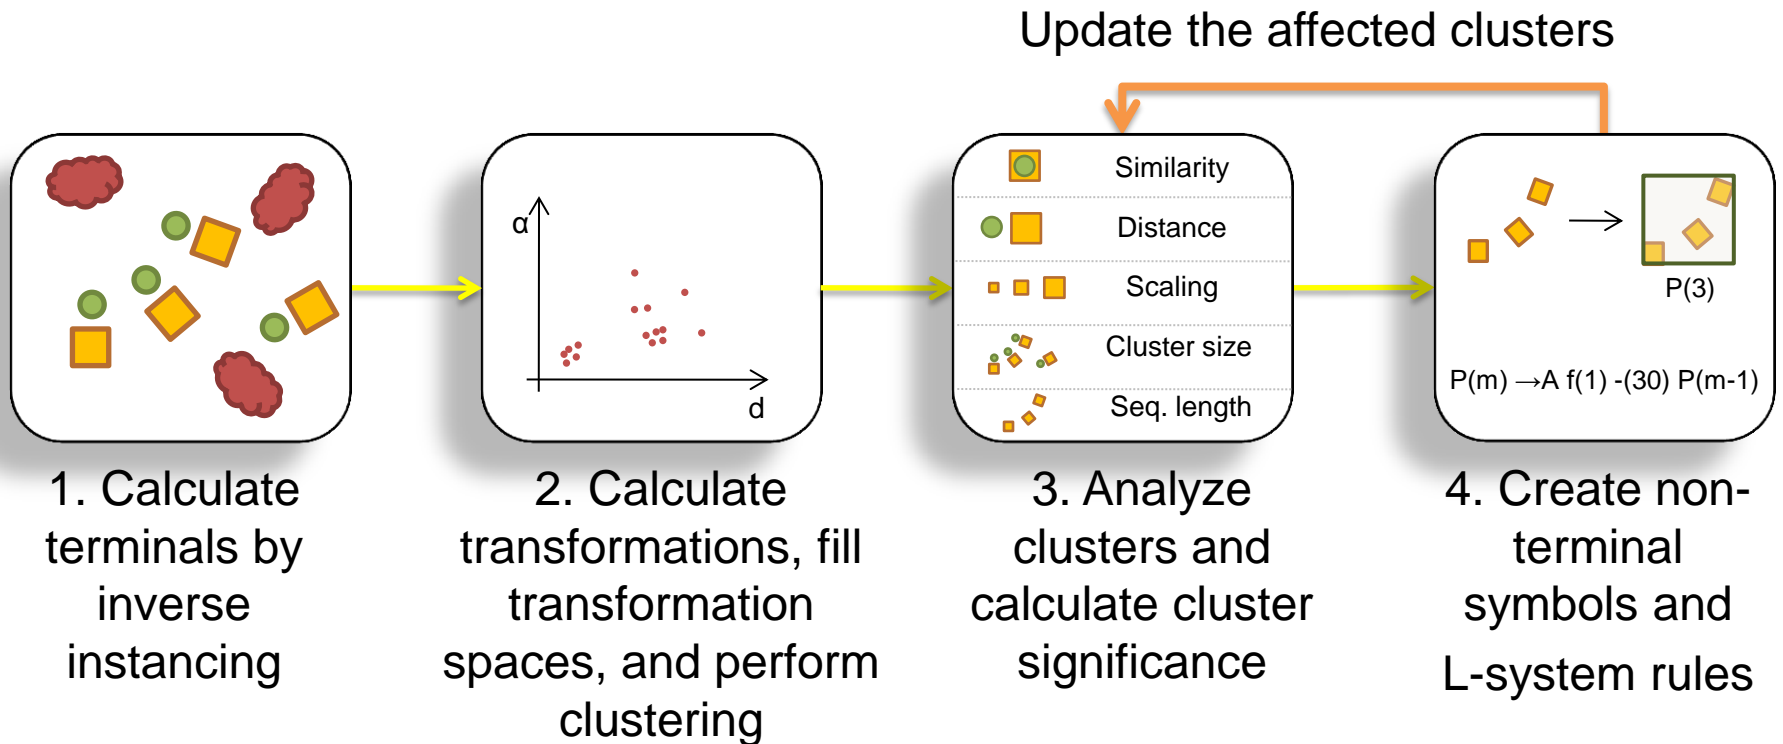 Update the affected clusters
α
d
Similarity
Distance
Scaling
Cluster size
Seq. length
P(3)
P(m) →A f(1) -(30) P(m-1)
1. Calculate
terminals by
inverse
instancing
2. Calculate
transformations, fill
transformation
spaces, and perform
clustering
3. Analyze
clusters and
calculate cluster
significance
4. Create non-
terminal
symbols and
L-system rules